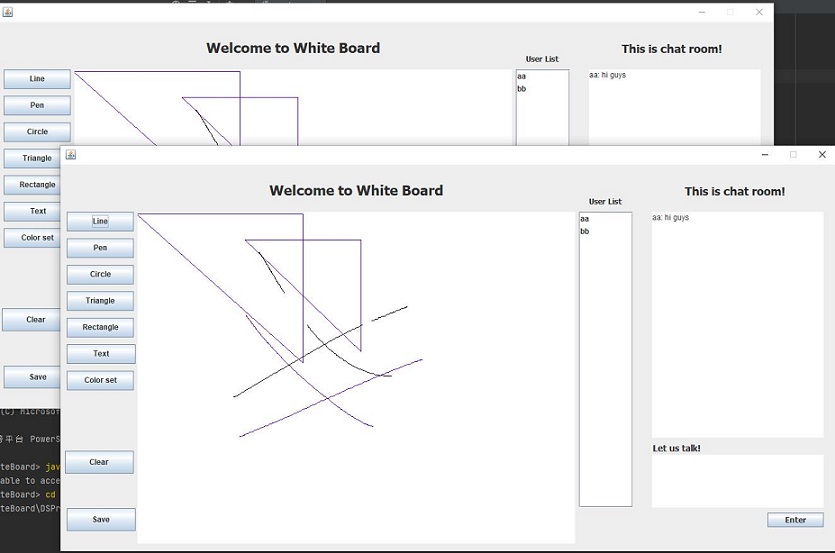 Welcome to White Board
This is chat room!
User List
Line
aa
aa: hi guys
bb
Pen
Circle
Triangle
Rectangle
Text
Color set
Clear
Save
Welcome to White Board
This is chat room!
User List
Line
aa
aa: hi guys
bb
Pen
Circle
Triangle
Rectangle
Text
Color set
Clear
Save
Let us talk!
Enter
(C) Microsof
平台 PowerS
teBoard> jav
able to acce
teBoard> cd
teBoard\DSPr